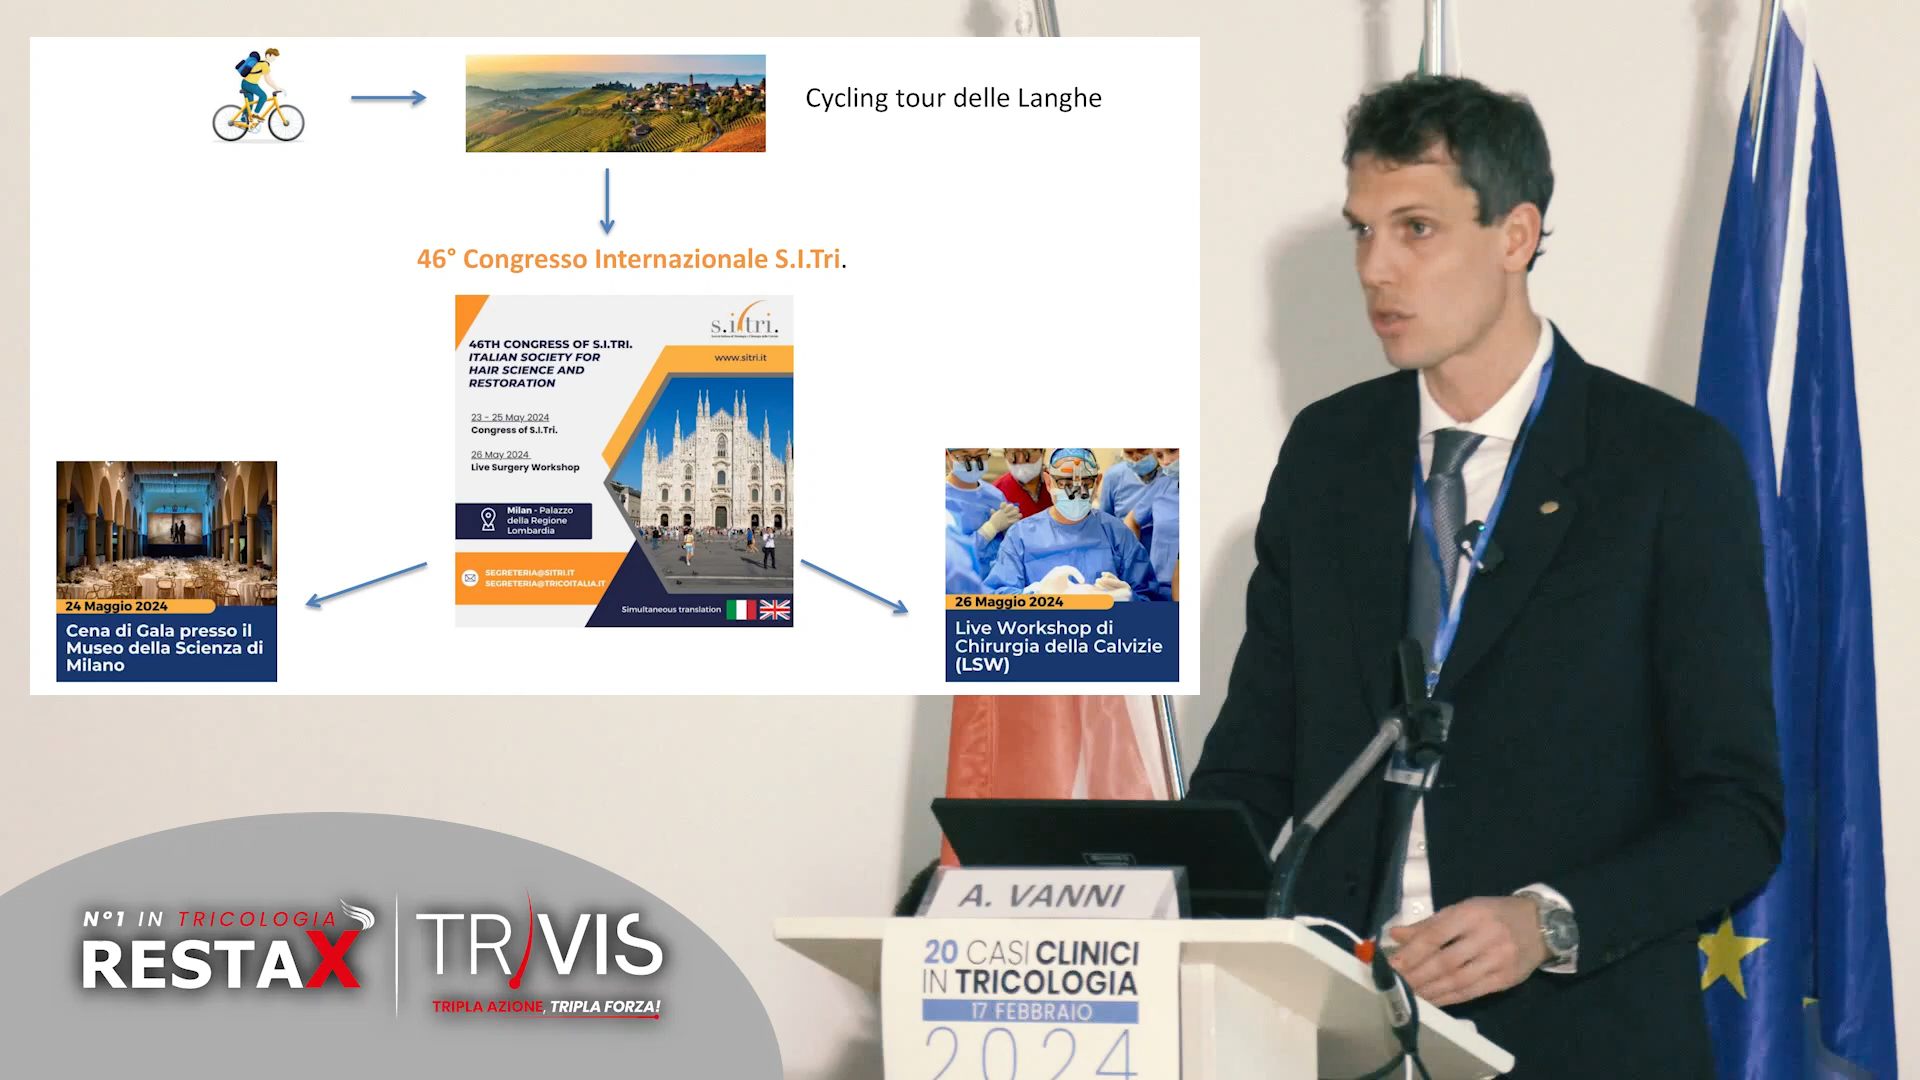 Cycling tour delle Langhe
46° Congresso Internazionale S.I.Tri.
s.i.tri.
46TH CONGRESS OF S.I.TRI.
ITALIAN SOCIETY FOR
HAIR SCIENCE AND
RESTORATION
www.sitri.it
23 - 25 May 2024
Congress of S.I.Tri.
26 May 2024
Live Surgery Workshop
Milan - Palazzo
della Regione
Lombardia
SEGRETERIA@SITRI.IT
SEGRETERIA@TRICOITALIA.IT
Simultaneous translation
24 Maggio 2024
Cena di Gala presso il
Museo della Scienza di
Milano
26 Maggio 2024
Live Workshop di
Chirurgia della Calvizie
(LSW)
N°1 IN TRICOLOGIA
RESTAX
TRIVIS
TRIPLA AZIONE, TRIPLA FORZA!
A. VANNI
20 CASI CLINICI
IN TRICOLOGIA
17 FEBBRAIO
2024